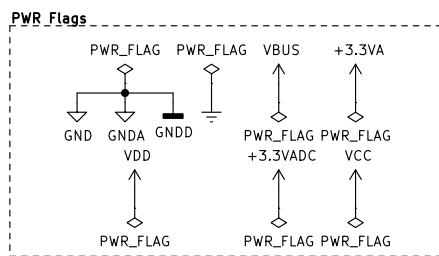 PWR Flags
PWR_FLAG PWR_FLAG VBUS +3.3VA
GND GNDA GNDD PWR_FLAG PWR_FLAG
VDD +3.3VADC VCC
PWR_FLAG PWR_FLAG PWR_FLAG